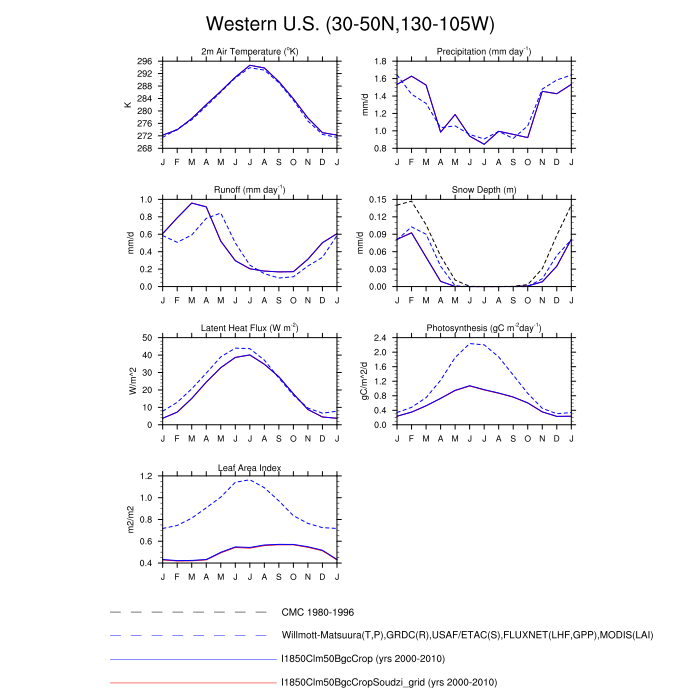 Western U.S. (30-50N,130-105W)
2m Air Temperature (°K)
296
292
288
284
280
276
272
268
K
J F M A M J J A S O N D J
Precipitation (mm day⁻¹)
1.8
1.6
1.4
1.2
1.0
0.8
mm/d
J F M A M J J A S O N D J
Runoff (mm day⁻¹)
1.0
0.8
0.6
0.4
0.2
0.0
mm/d
J F M A M J J A S O N D J
Snow Depth (m)
0.15
0.12
0.09
0.06
0.03
0.00
mm/d
J F M A M J J A S O N D J
Latent Heat Flux (W m⁻²)
50
40
30
20
10
0
W/m^2
J F M A M J J A S O N D J
Photosynthesis (gC m⁻²day⁻¹)
2.4
2.0
1.6
1.2
0.8
0.4
0.0
gC/m^2/d
J F M A M J J A S O N D J
Leaf Area Index
1.2
1.0
0.8
0.6
0.4
m2/m2
J F M A M J J A S O N D J
CMC 1980-1996
Willmott-Matsuura(T,P),GRDC(R),USAF/ETAC(S),FLUXNET(LHF,GPP),MODIS(LAI)
I1850Clm50BgcCrop (yrs 2000-2010)
I1850Clm50BgcCropSoudzi_grid (yrs 2000-2010)